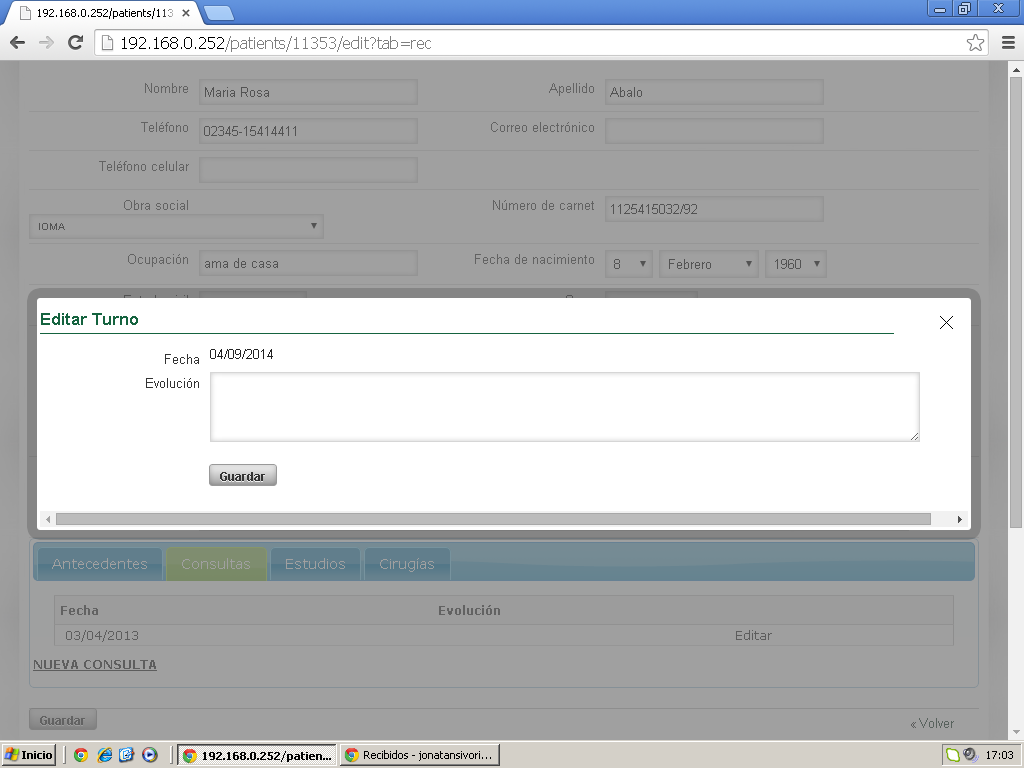 192.168.0.252/patients/113
192.168.0.252/patients/11353/edit?tab=rec
Nombre Maria Rosa Apellido Abalo
Teléfono 02345-15414411 Correo electrónico
Teléfono celular
Obra social Número de carnet 1125415032/92
IOMA
Ocupación ama de casa Fecha de nacimiento 8 Febrero 1960
Editar Turno
Fecha 04/09/2014
Evolución
Guardar
Antecedentes Consultas Estudios Cirugías
Fecha Evolución
03/04/2013 Editar
NUEVA CONSULTA
Guardar « Volver
Inicio 192.168.0.252/patien... Recibidos - jonatansivori... 17:03